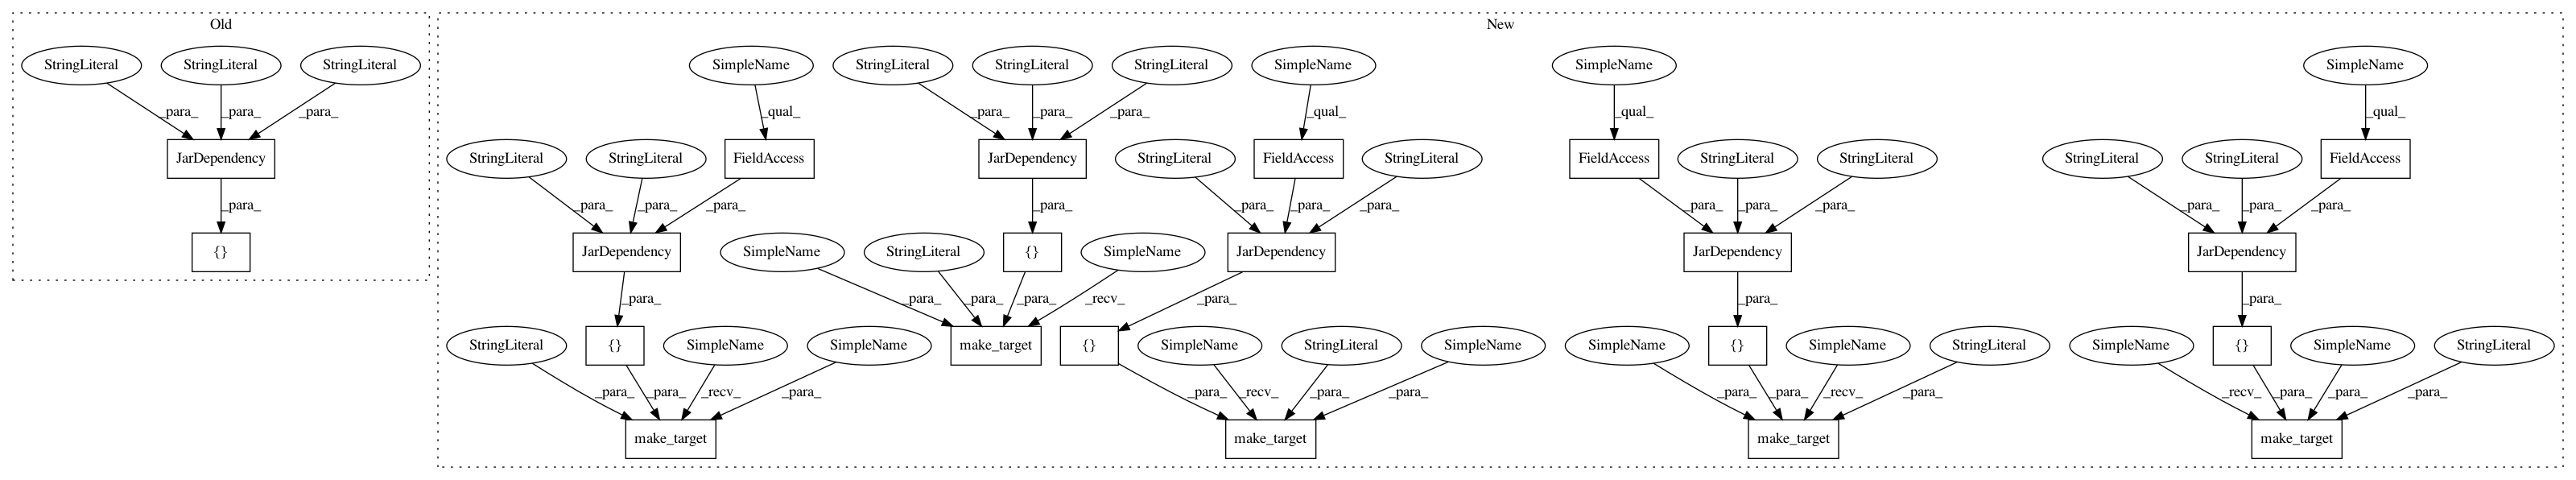 Old
New
StringLiteral StringLiteral StringLiteral
SimpleName StringLiteral StringLiteral StringLiteral SimpleName SimpleName SimpleName
_para_ _para_ _para_
_qual_ _para_ _para_ _para_ _qual_ _qual_ _qual_
JarDependency
StringLiteral StringLiteral FieldAccess JarDependency StringLiteral FieldAccess StringLiteral FieldAccess StringLiteral StringLiteral StringLiteral StringLiteral FieldAccess
_para_
_para_ _para_ _para_ _para_ _para_ _para_ _para_ _para_ _para_ _para_ _para_ _para_ _para_
{}
JarDependency SimpleName StringLiteral {} SimpleName JarDependency JarDependency JarDependency
_para_ _para_ _para_ _para_ _recv_ _para_ _para_ _para_
StringLiteral {} SimpleName SimpleName make_target {} SimpleName StringLiteral SimpleName SimpleName {} SimpleName StringLiteral SimpleName {} SimpleName StringLiteral
_para_ _para_ _recv_ _para_ _para_ _recv_ _para_ _para_ _para_ _para_ _recv_ _para_ _recv_ _para_ _para_ _para_
make_target make_target make_target make_target